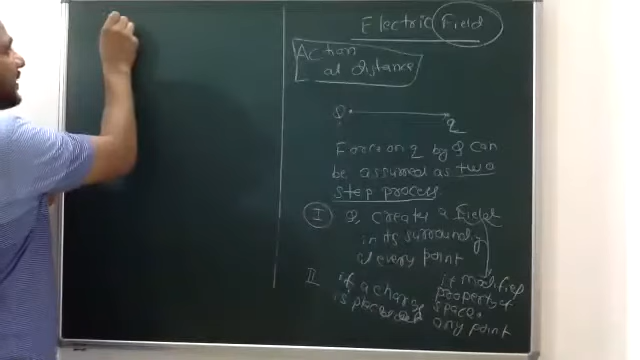 Electric Field
Action
at distance
Q
q
Force on q by Q can
be assumed as two
step process
I Q creates a Field
in its surrounding
at every point
II if a charge
is placed at
it modified
property of
space.
any point